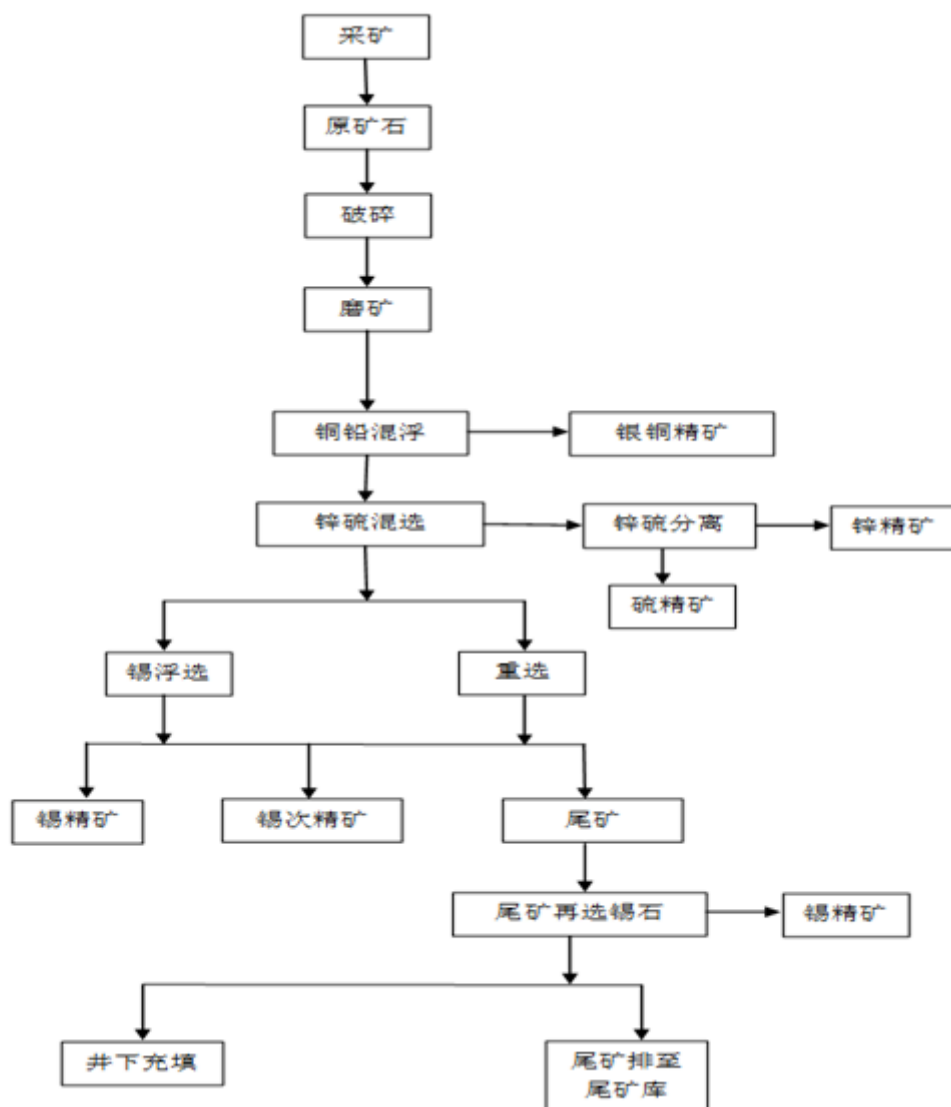 采矿
原矿石
破碎
磨矿
铜铅混浮
银铜精矿
锌硫混选
锌硫分离
锌精矿
硫精矿
锡浮选
重选
锡精矿
锡次精矿
尾矿
尾矿再选锡石
锡精矿
井下充填
尾矿排至
尾矿库